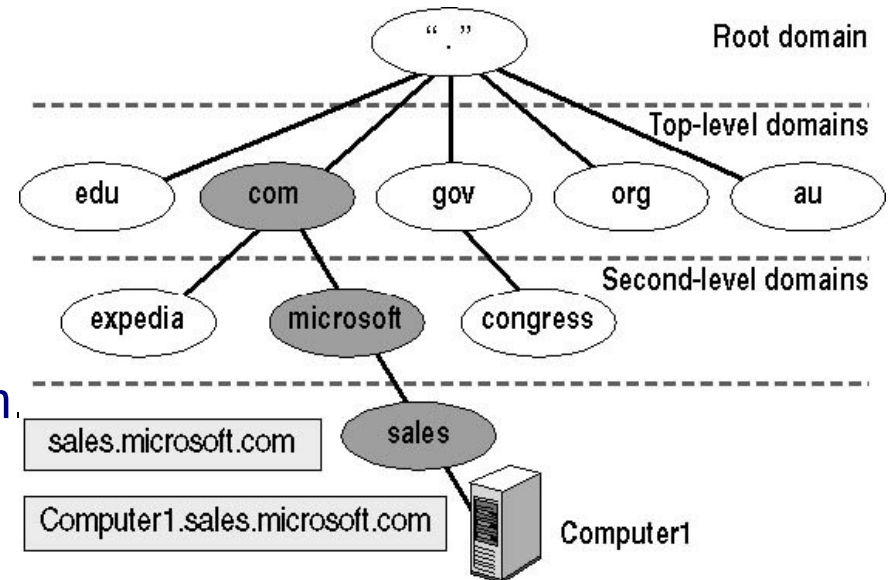 “ . ”
Root domain
Top-level domains
edu
com
gov
org
au
Second-level domains
expedia
microsoft
congress
sales.microsoft.com
sales
Computer1.sales.microsoft.com
Computer1